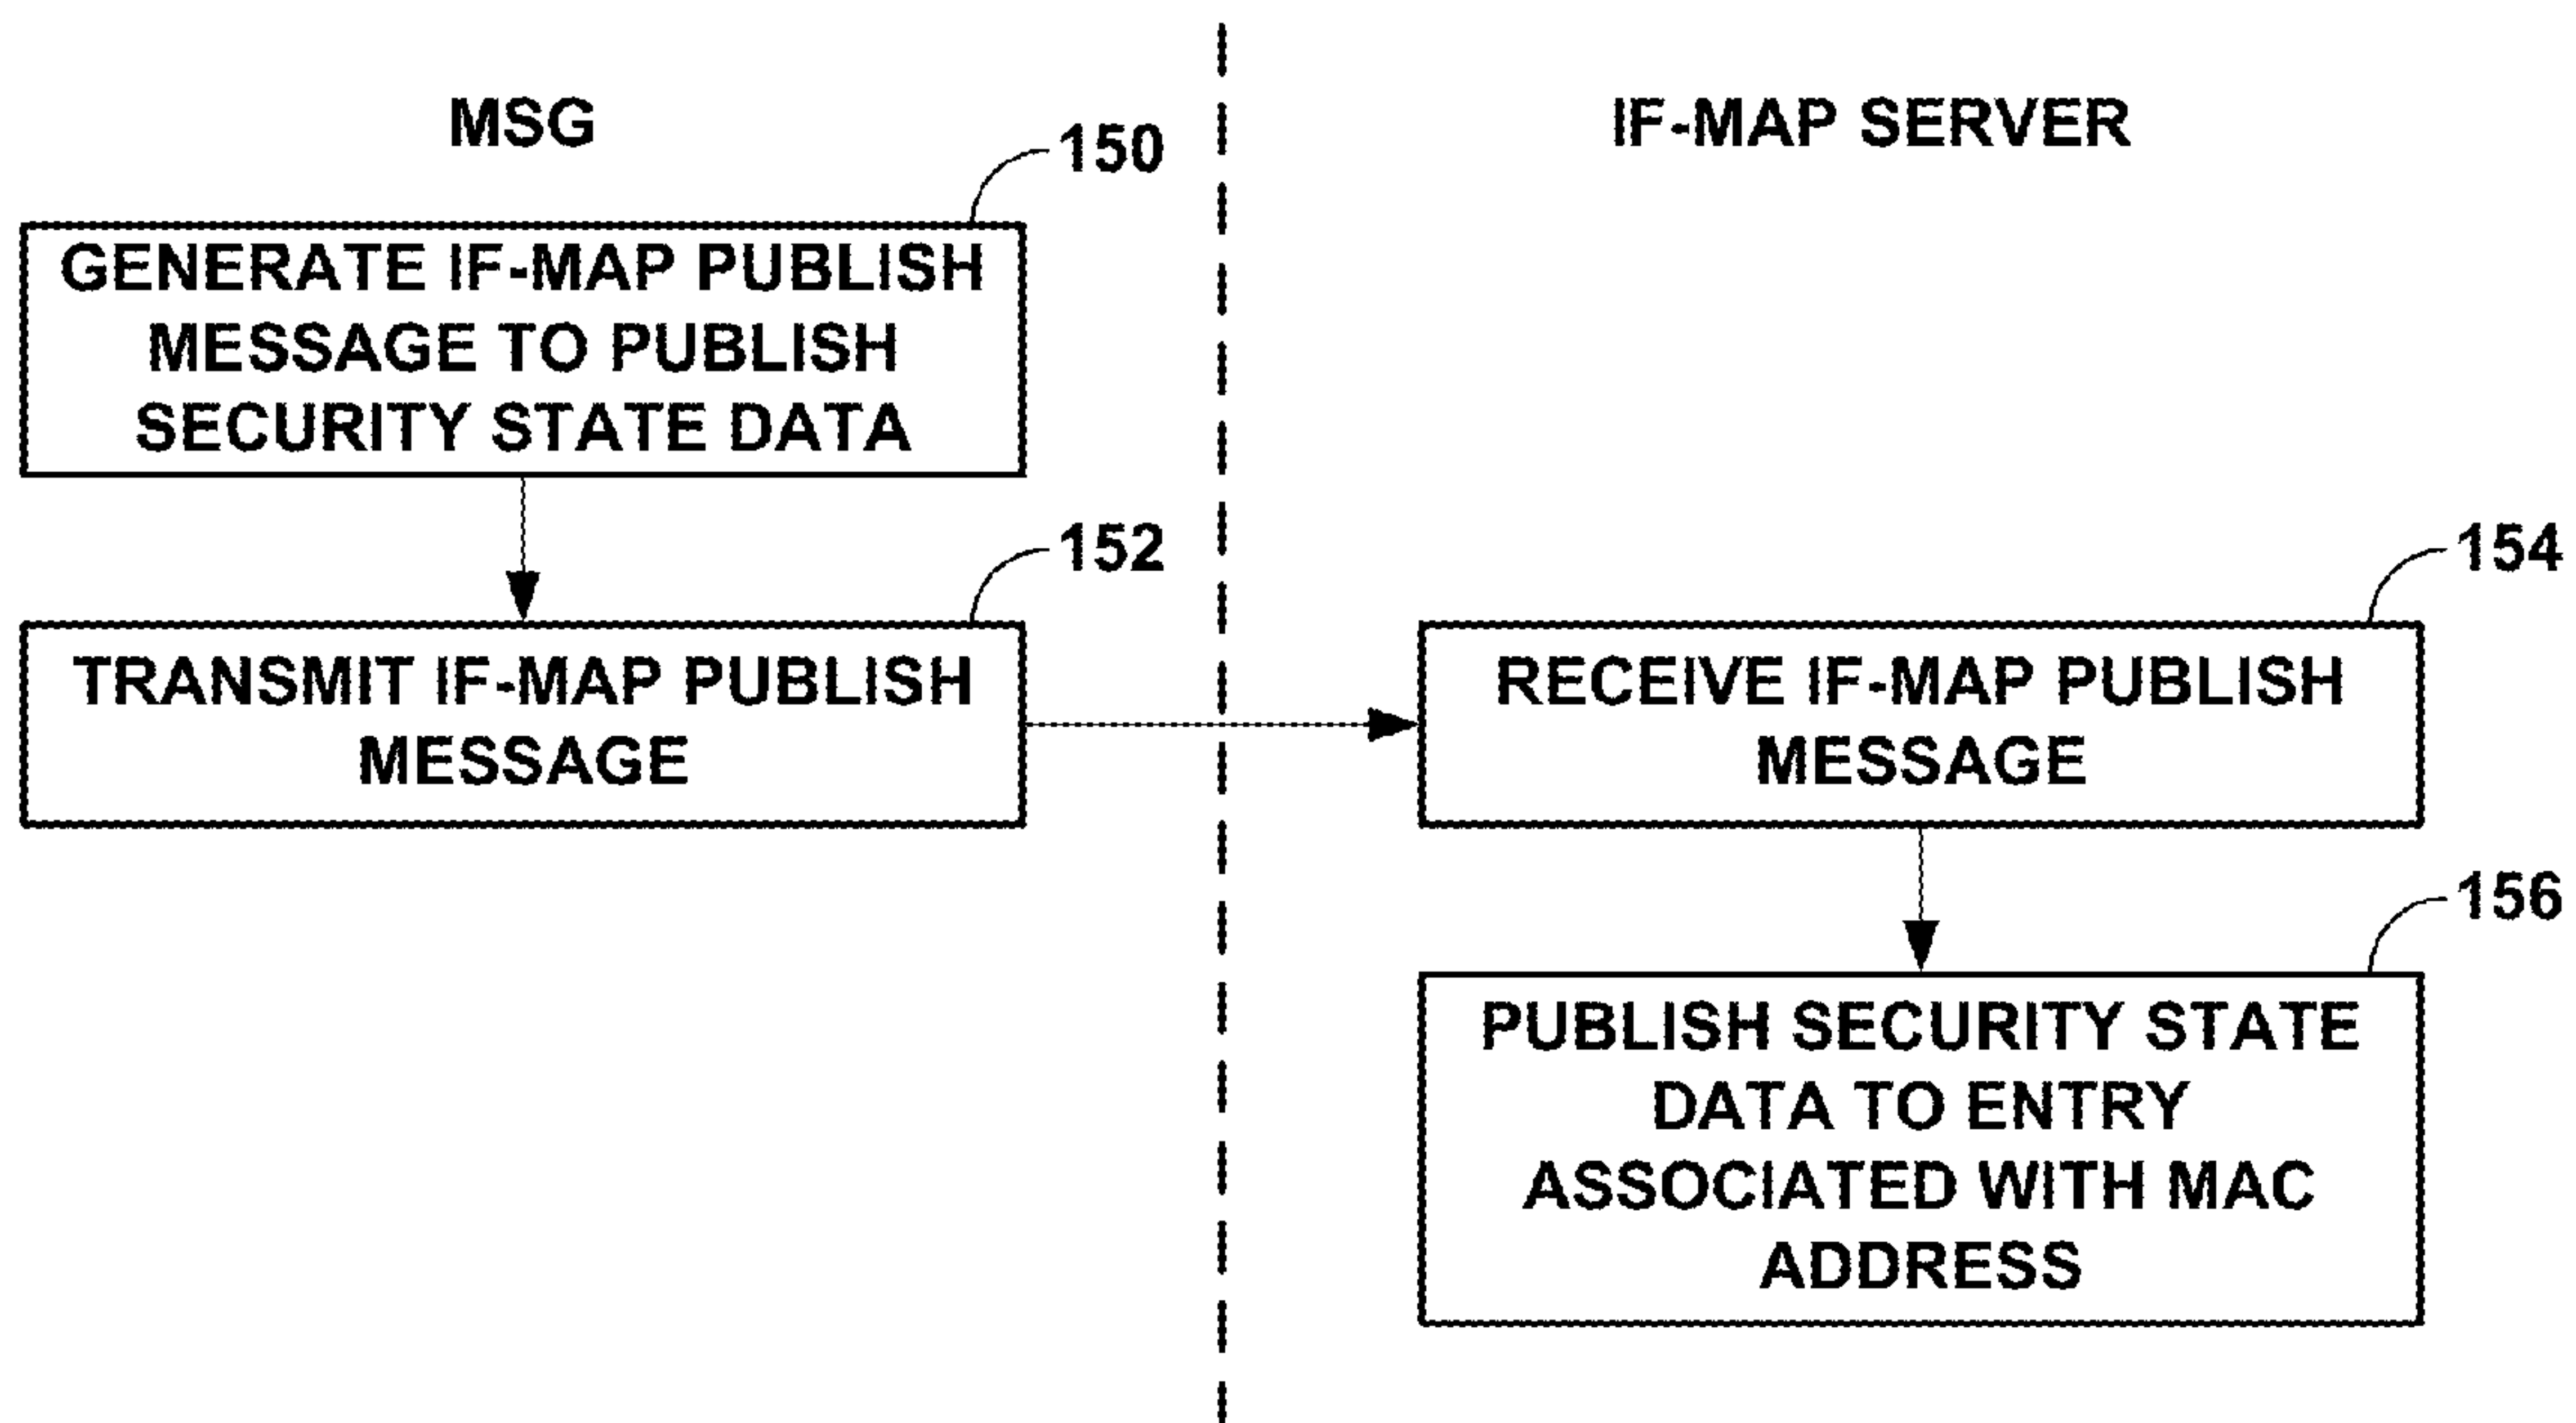 MSG
150
GENERATE IF-MAP PUBLISH
MESSAGE TO PUBLISH
SECURITY STATE DATA
152
TRANSMIT IF-MAP PUBLISH
MESSAGE
IF-MAP SERVER
154
RECEIVE IF-MAP PUBLISH
MESSAGE
156
PUBLISH SECURITY STATE
DATA TO ENTRY
ASSOCIATED WITH MAC
ADDRESS